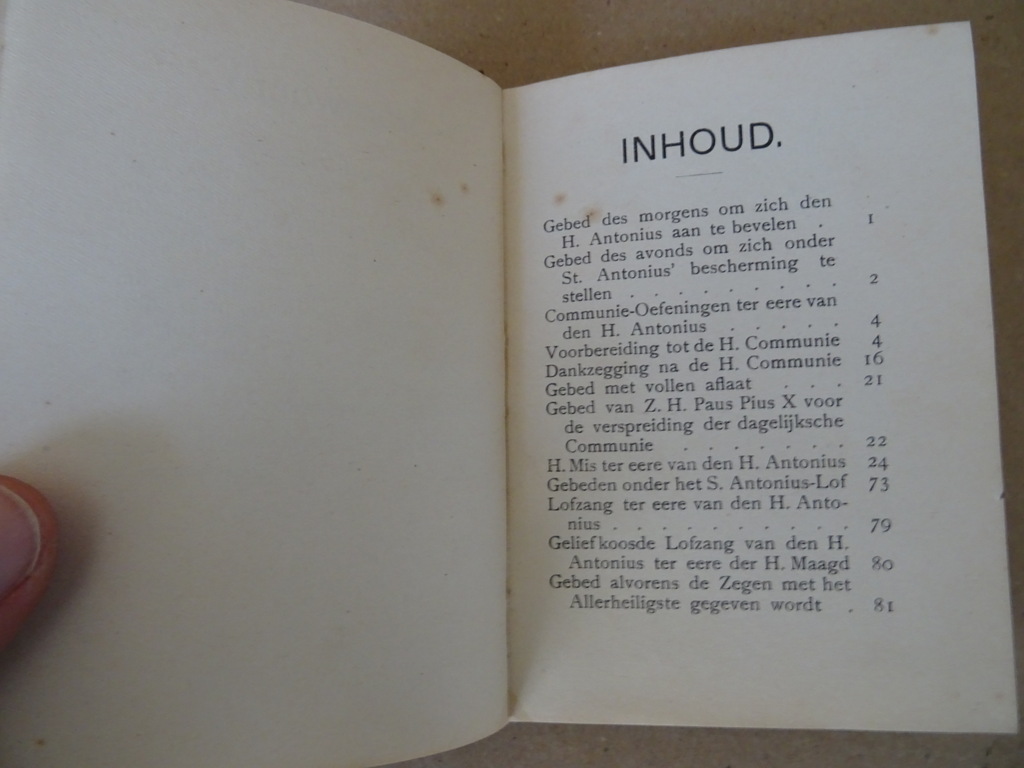 INHOUD.
Gebed des morgens om zich den
H. Antonius aan te bevelen . 1
Gebed des avonds om zich onder
St. Antonius' bescherming te
stellen . . . . . . . . . 2
Communie-Oefeningen ter eere van
den H. Antonius . . . . . 4
Voorbereiding tot de H. Communie 4
Dankzegging na de H. Communie 16
Gebed met vollen aflaat . . . 21
Gebed van Z. H. Paus Pius X voor
de verspreiding der dagelijksche
Communie . . . . . . 22
H. Mis ter eere van den H. Antonius 24
Gebeden onder het S. Antonius-Lof 73
Lofzang ter eere van den H. Anto-
nius . . . . . . . . . . 79
Geliefkoosde Lofzang van den H.
Antonius ter eere der H. Maagd 80
Gebed alvorens de Zegen met het
Allerheiligste gegeven wordt . 81